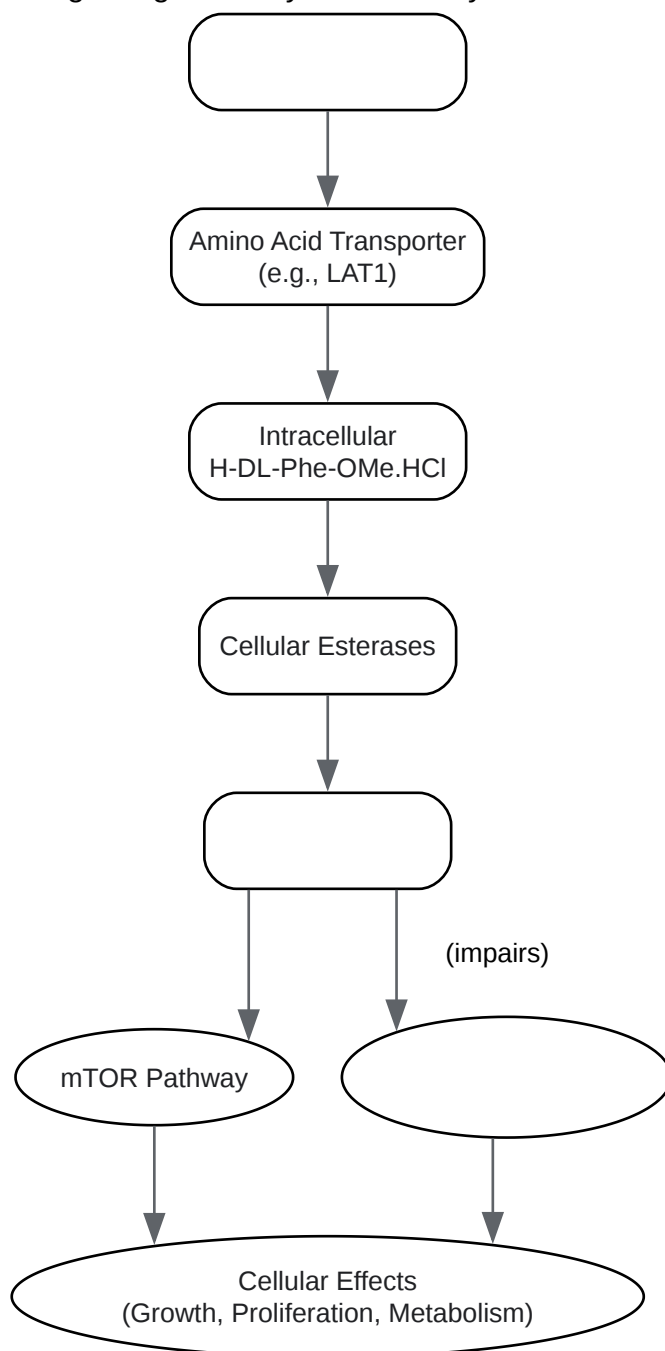 Amino Acid Transporter
(e.g., LAT1)
Intracellular
H-DL-Phe-OMe.HCl
Cellular Esterases
(impairs)
mTOR Pathway
Cellular Effects
(Growth, Proliferation, Metabolism)